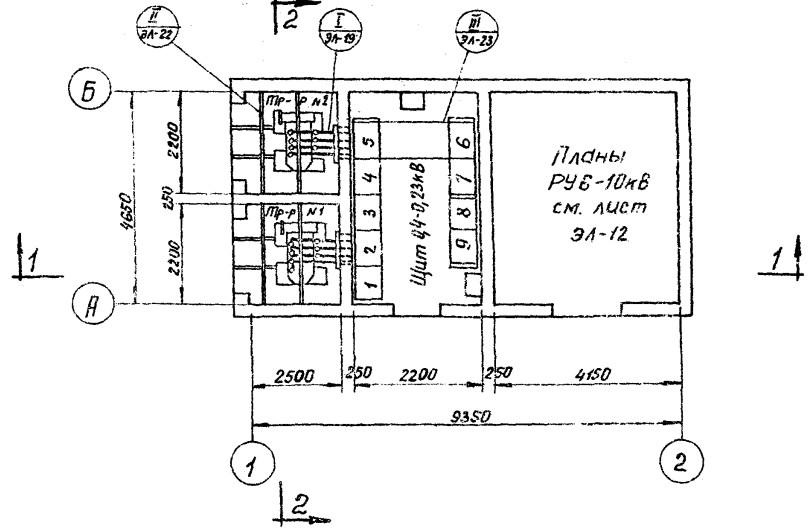 II
ЭЛ-22
2
I
ЭЛ-19
III
ЭЛ-23
Б
Тр-р №2
2200
250
4650
2200
Тр-р №1
5
4
3
2
1
Щит 0,4-0,23кВ
6
7
8
9
Планы
РУ6-10кВ
см. лист
ЭЛ-12
1
1
А
2500
250
2200
250
4150
9350
1
2
2